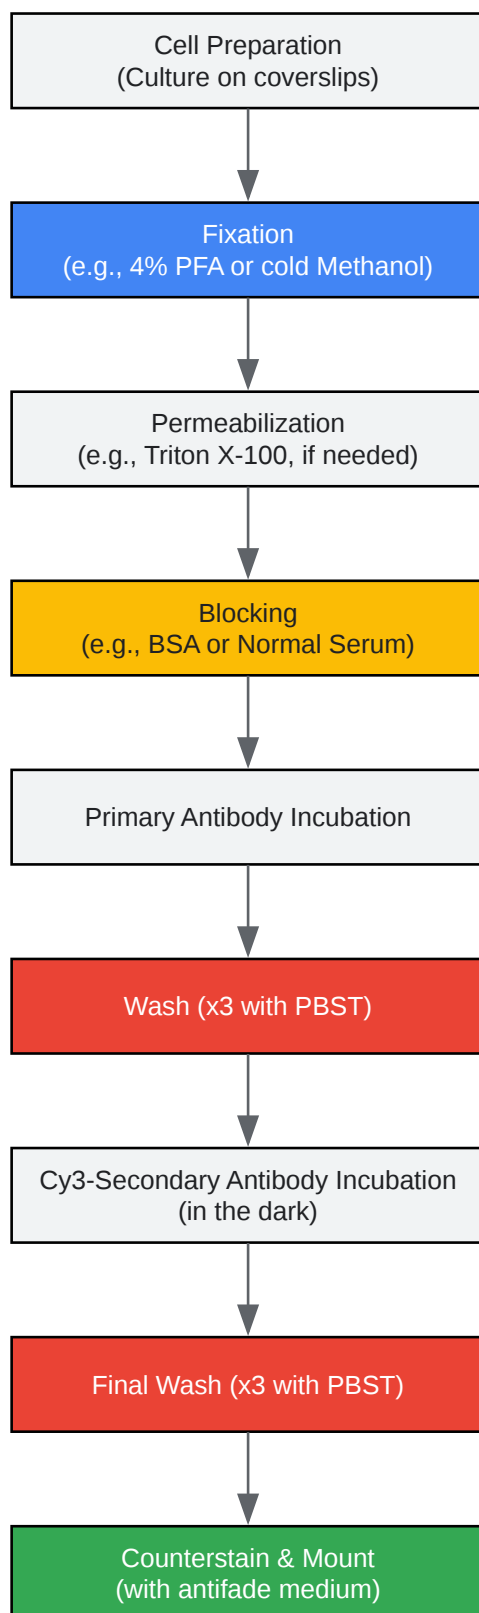 Cell Preparation
(Culture on coverslips)
Fixation
(e.g., 4% PFA or cold Methanol)
Permeabilization
(e.g., Triton X-100, if needed)
Blocking
(e.g., BSA or Normal Serum)
Primary Antibody Incubation
Wash (x3 with PBST)
Cy3-Secondary Antibody Incubation
(in the dark)
Final Wash (x3 with PBST)
Counterstain & Mount
(with antifade medium)